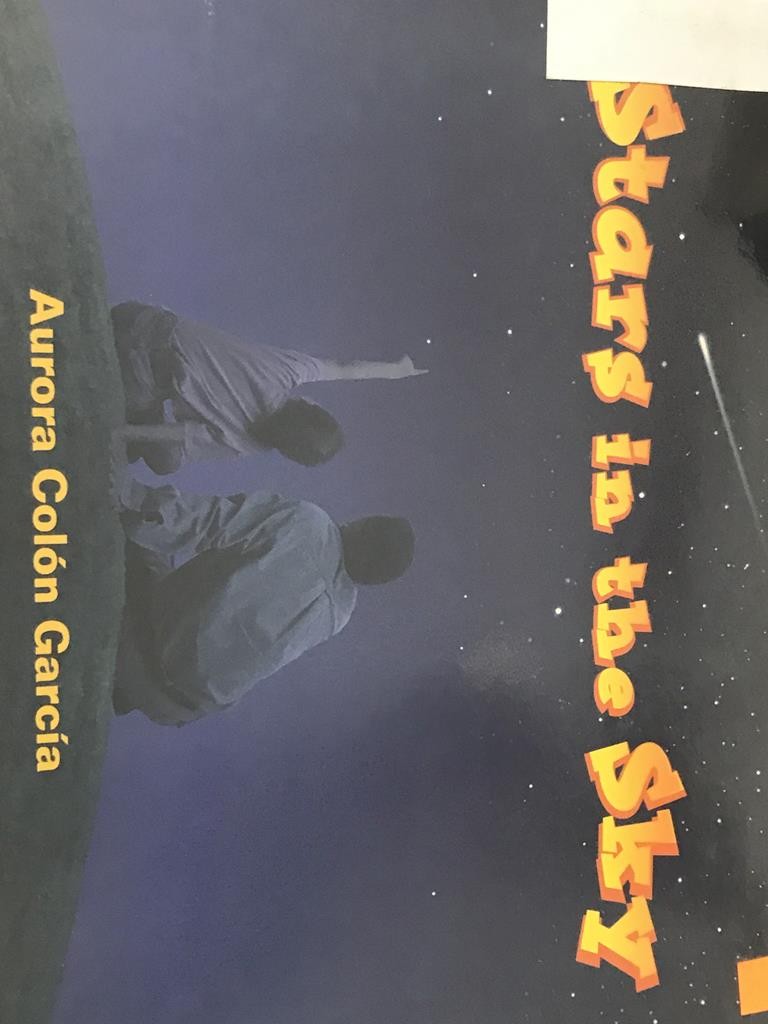 Stars in the Sky
Aurora Colón García